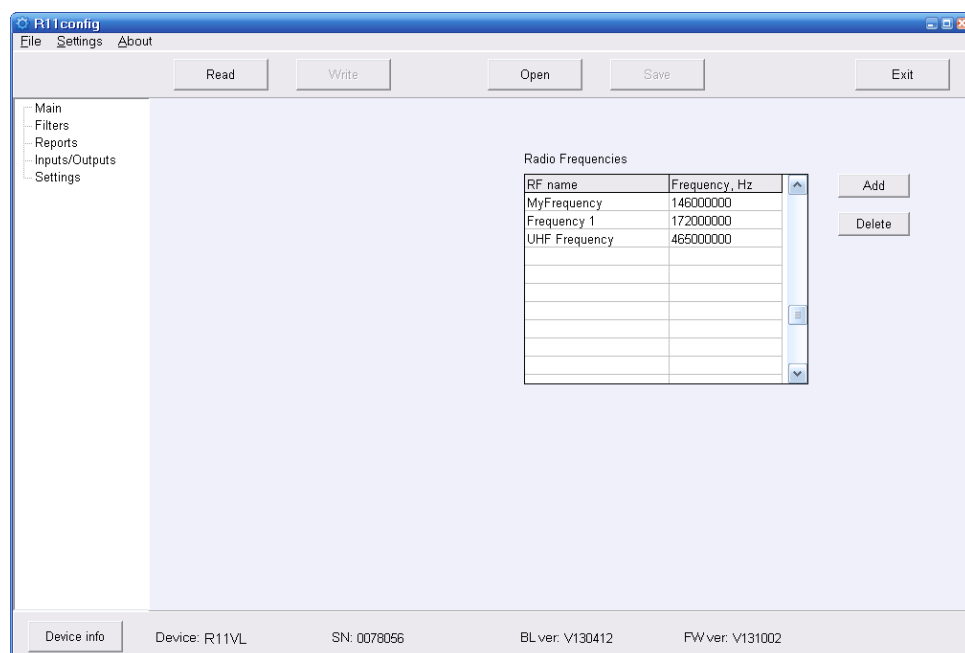 R11config
File Settings About
Read Write Open Save Exit
Main
Filters
Reports
Inputs/Outputs
Settings
Radio Frequencies
RF name Frequency, Hz
MyFrequency 146000000
Frequency 1 172000000
UHF Frequency 465000000
Add
Delete
Device info Device: R11VL SN: 0078056 BL ver: V130412 FW ver: V131002